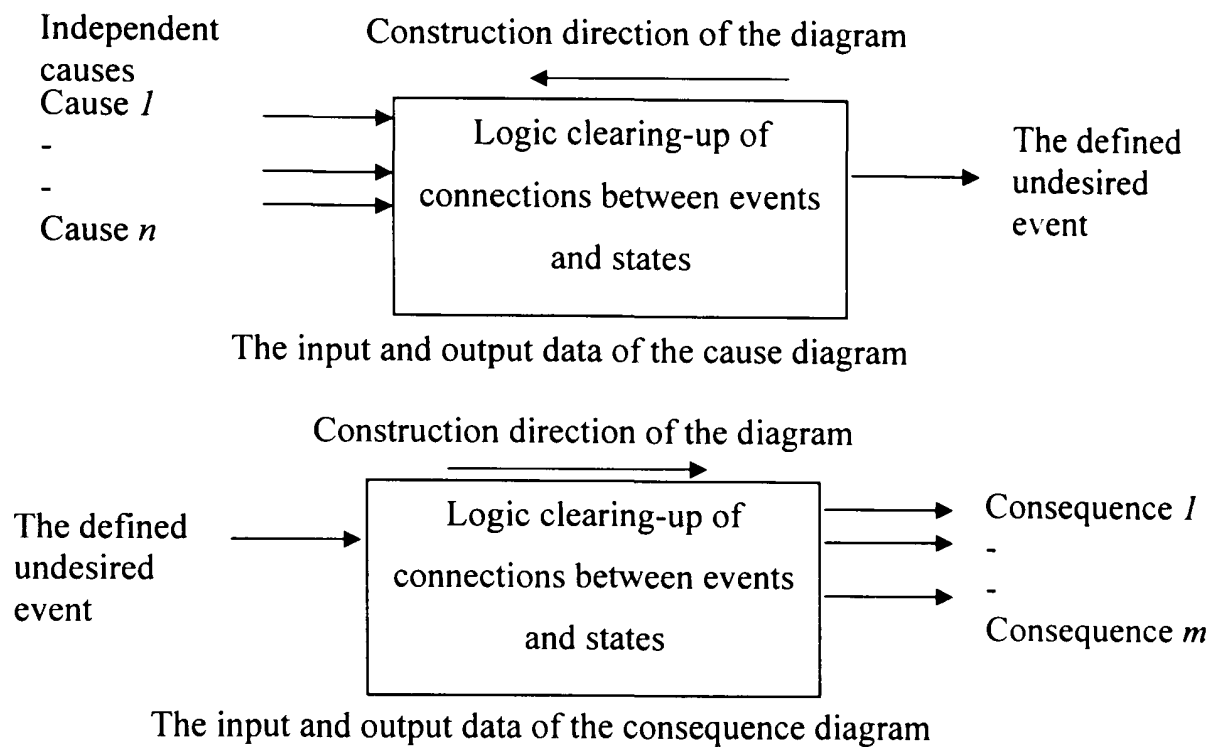 Independent
causes
Cause 1
-
-
Cause n
Construction direction of the diagram
Logic clearing-up of
connections between events
and states
The defined
undesired
event
The input and output data of the cause diagram
Construction direction of the diagram
The defined
undesired
event
Logic clearing-up of
connections between events
and states
Consequence 1
-
-
Consequence m
The input and output data of the consequence diagram